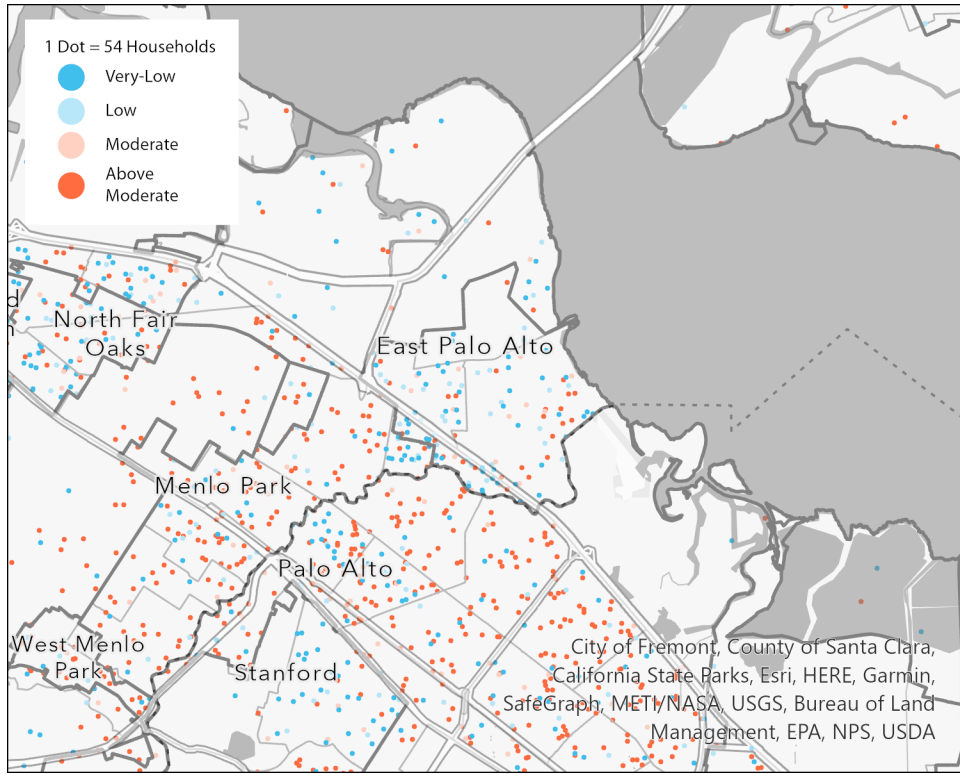 1 Dot = 54 Households
Very-Low
Low
Moderate
Above
Moderate
d
n
North Fair
Oaks
East Palo Alto
Menlo Park
Palo Alto
West Menlo
Park
Stanford
City of Fremont, County of Santa Clara,
California State Parks, Esri, HERE, Garmin,
SafeGraph, METI/NASA, USGS, Bureau of Land
Management, EPA, NPS, USDA